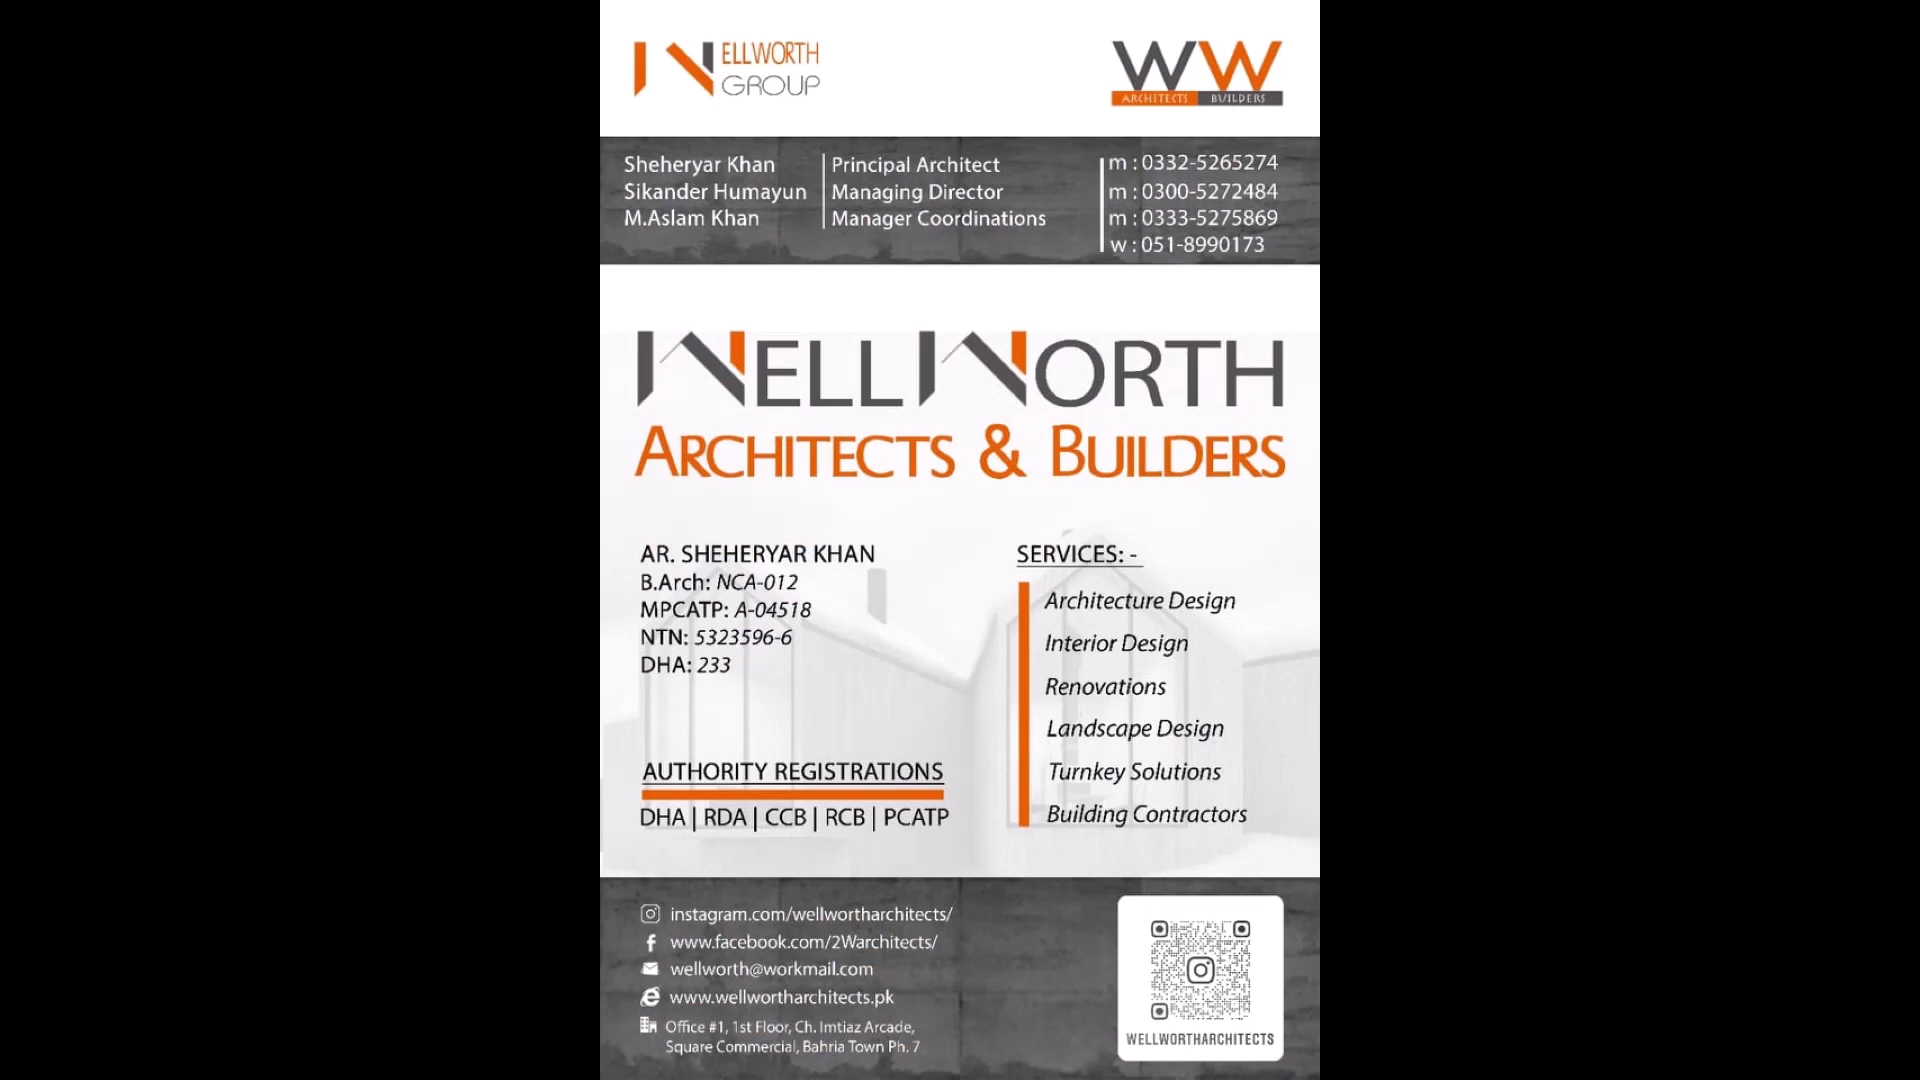 WELLWORTH
GROUP
WW
ARCHITECTS BUILDERS
Sheheryar Khan
Sikander Humayun
M.Aslam Khan
Principal Architect
Managing Director
Manager Coordinations
m : 0332-5265274
m : 0300-5272484
m : 0333-5275869
w : 051-8990173
WELLWORTH
ARCHITECTS & BUILDERS
AR. SHEHERYAR KHAN
B.Arch: NCA-012
MPCATP: A-04518
NTN: 5323596-6
DHA: 233
AUTHORITY REGISTRATIONS
DHA | RDA | CCB | RCB | PCATP
SERVICES: -
Architecture Design
Interior Design
Renovations
Landscape Design
Turnkey Solutions
Building Contractors
instagram.com/wellwortharchitects/
www.facebook.com/2Warchitects/
wellworth@workmail.com
www.wellwortharchitects.pk
Office #1, 1st Floor, Ch. Imtiaz Arcade,
Square Commercial, Bahria Town Ph. 7
WELLWORTHARCHITECTS